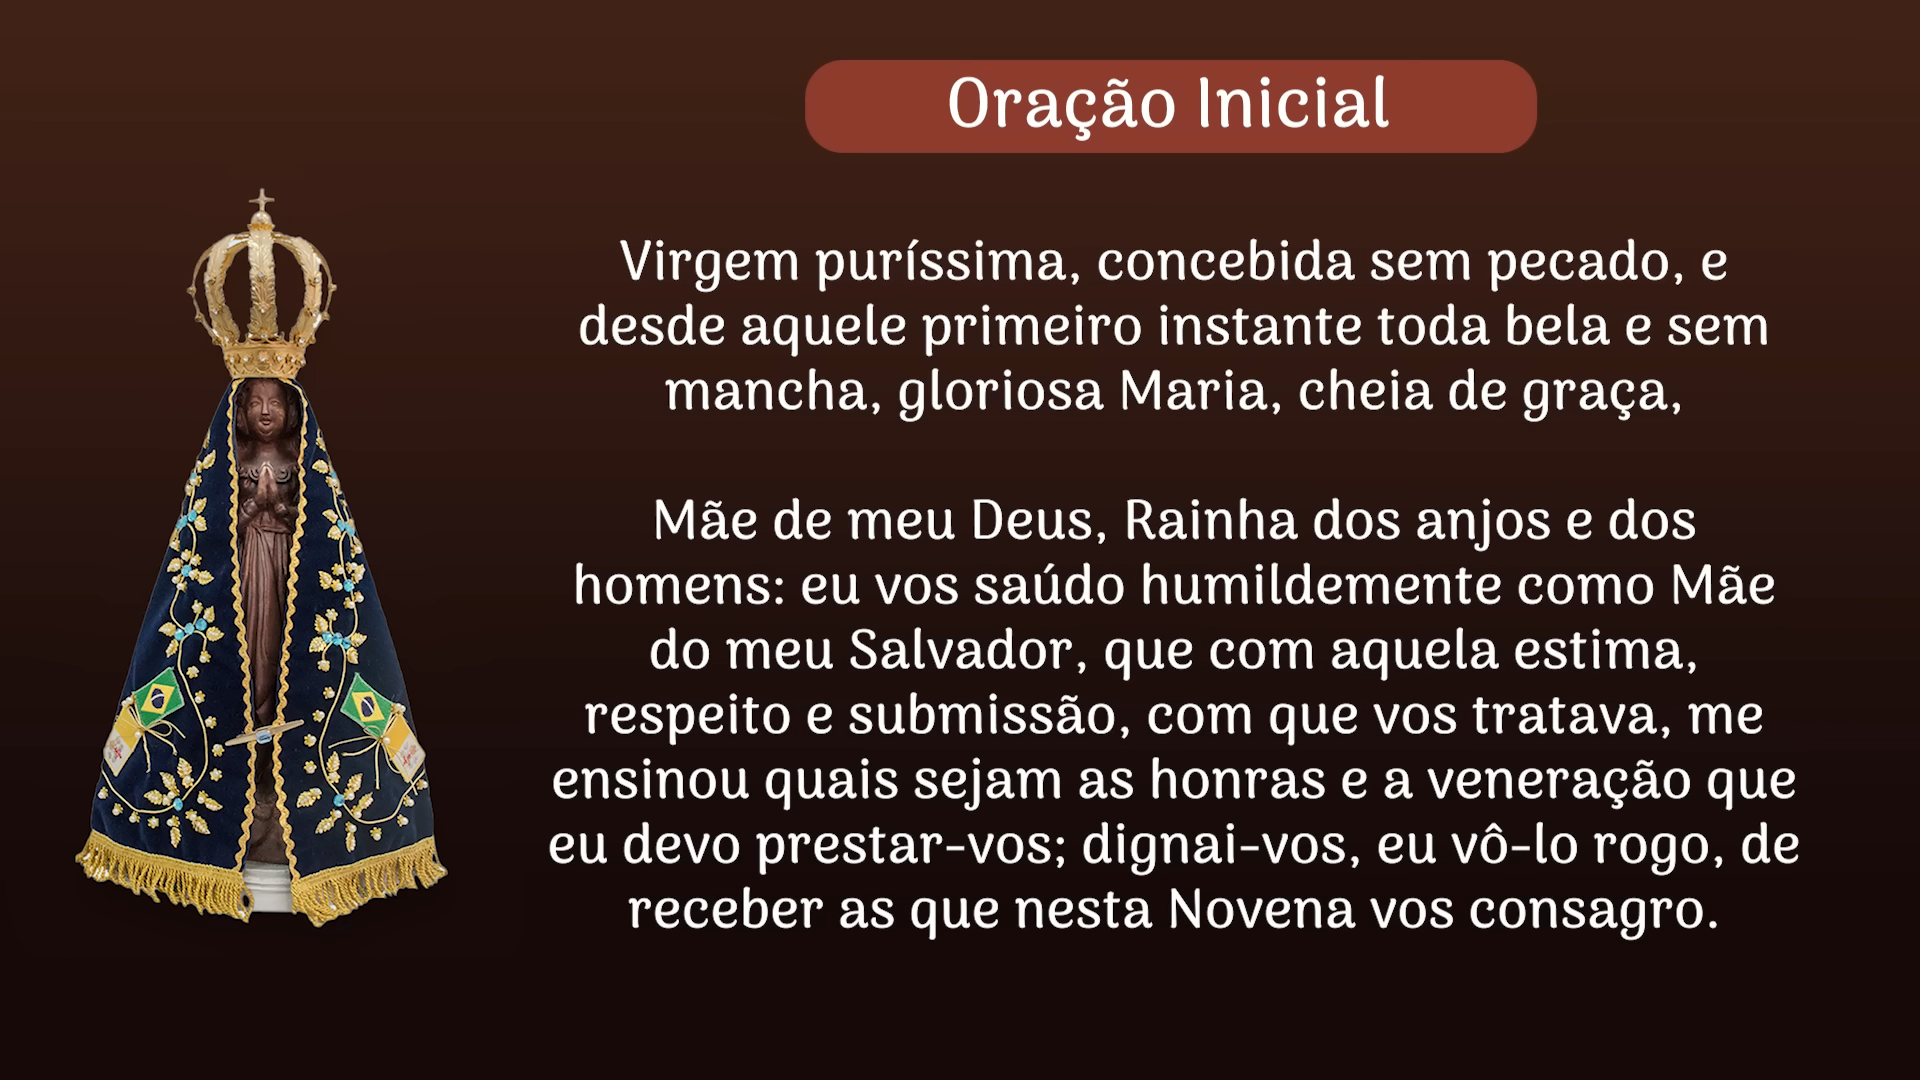 Oração Inicial
Virgem puríssima, concebida sem pecado, e
desde aquele primeiro instante toda bela e sem
mancha, gloriosa Maria, cheia de graça,
Mãe de meu Deus, Rainha dos anjos e dos
homens: eu vos saúdo humildemente como Mãe
do meu Salvador, que com aquela estima,
respeito e submissão, com que vos tratava, me
ensinou quais sejam as honras e a veneração que
eu devo prestar-vos; dignai-vos, eu vô-lo rogo, de
receber as que nesta Novena vos consagro.